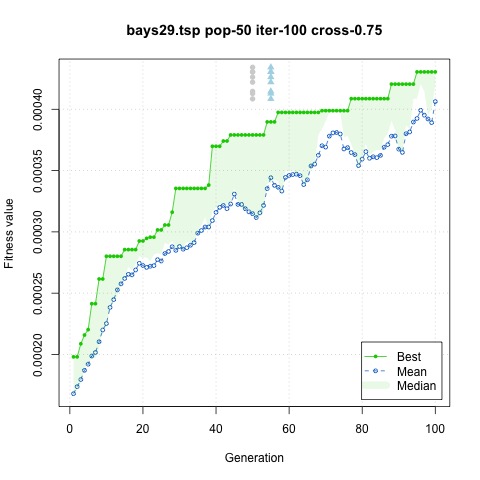 bays29.tsp pop-50 iter-100 cross-0.75
Fitness value
0.00040
0.00035
0.00030
0.00025
0.00020
Best
Mean
Median
0 20 40 60 80 100
Generation